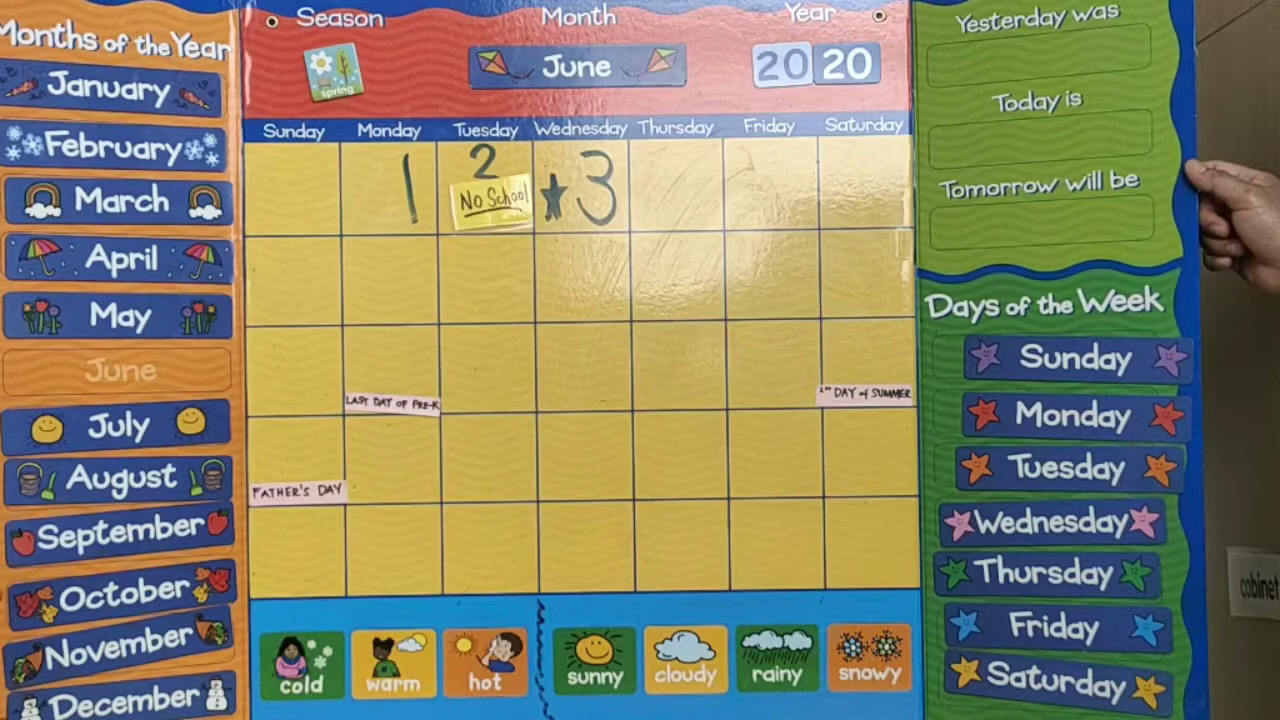 Months of the Year
January
February
March
April
May
June
July
August
September
October
November
December
Season
Month
Year
spring
June
20 20
Sunday Monday Tuesday Wednesday Thursday Friday Saturday
1 2 3
No School
LAST DAY OF PRE-K
1ST DAY of SUMMER
FATHER'S DAY
cold
warm
hot
sunny
cloudy
rainy
snowy
Yesterday was
Today is
Tomorrow will be
Days of the Week
Sunday
Monday
Tuesday
Wednesday
Thursday
Friday
Saturday
cabinet